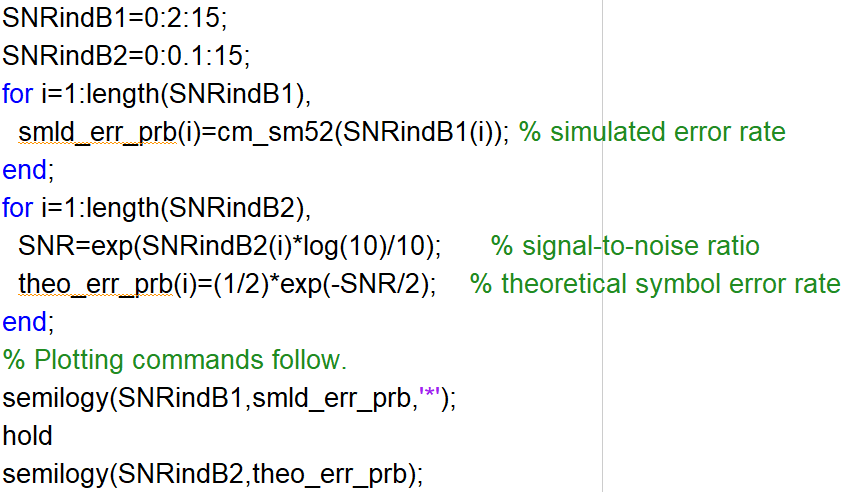 SNRindB1=0:2:15;
SNRindB2=0:0.1:15;
for i=1:length(SNRindB1),
smld_err_prb(i)=cm_sm52(SNRindB1(i)); % simulated error rate
end;
for i=1:length(SNRindB2),
SNR=exp(SNRindB2(i)*log(10)/10); % signal-to-noise ratio
theo_err_prb(i)=(1/2)*exp(-SNR/2); % theoretical symbol error rate
end;
% Plotting commands follow.
semilogy(SNRindB1,smld_err_prb,'*');
hold
semilogy(SNRindB2,theo_err_prb);